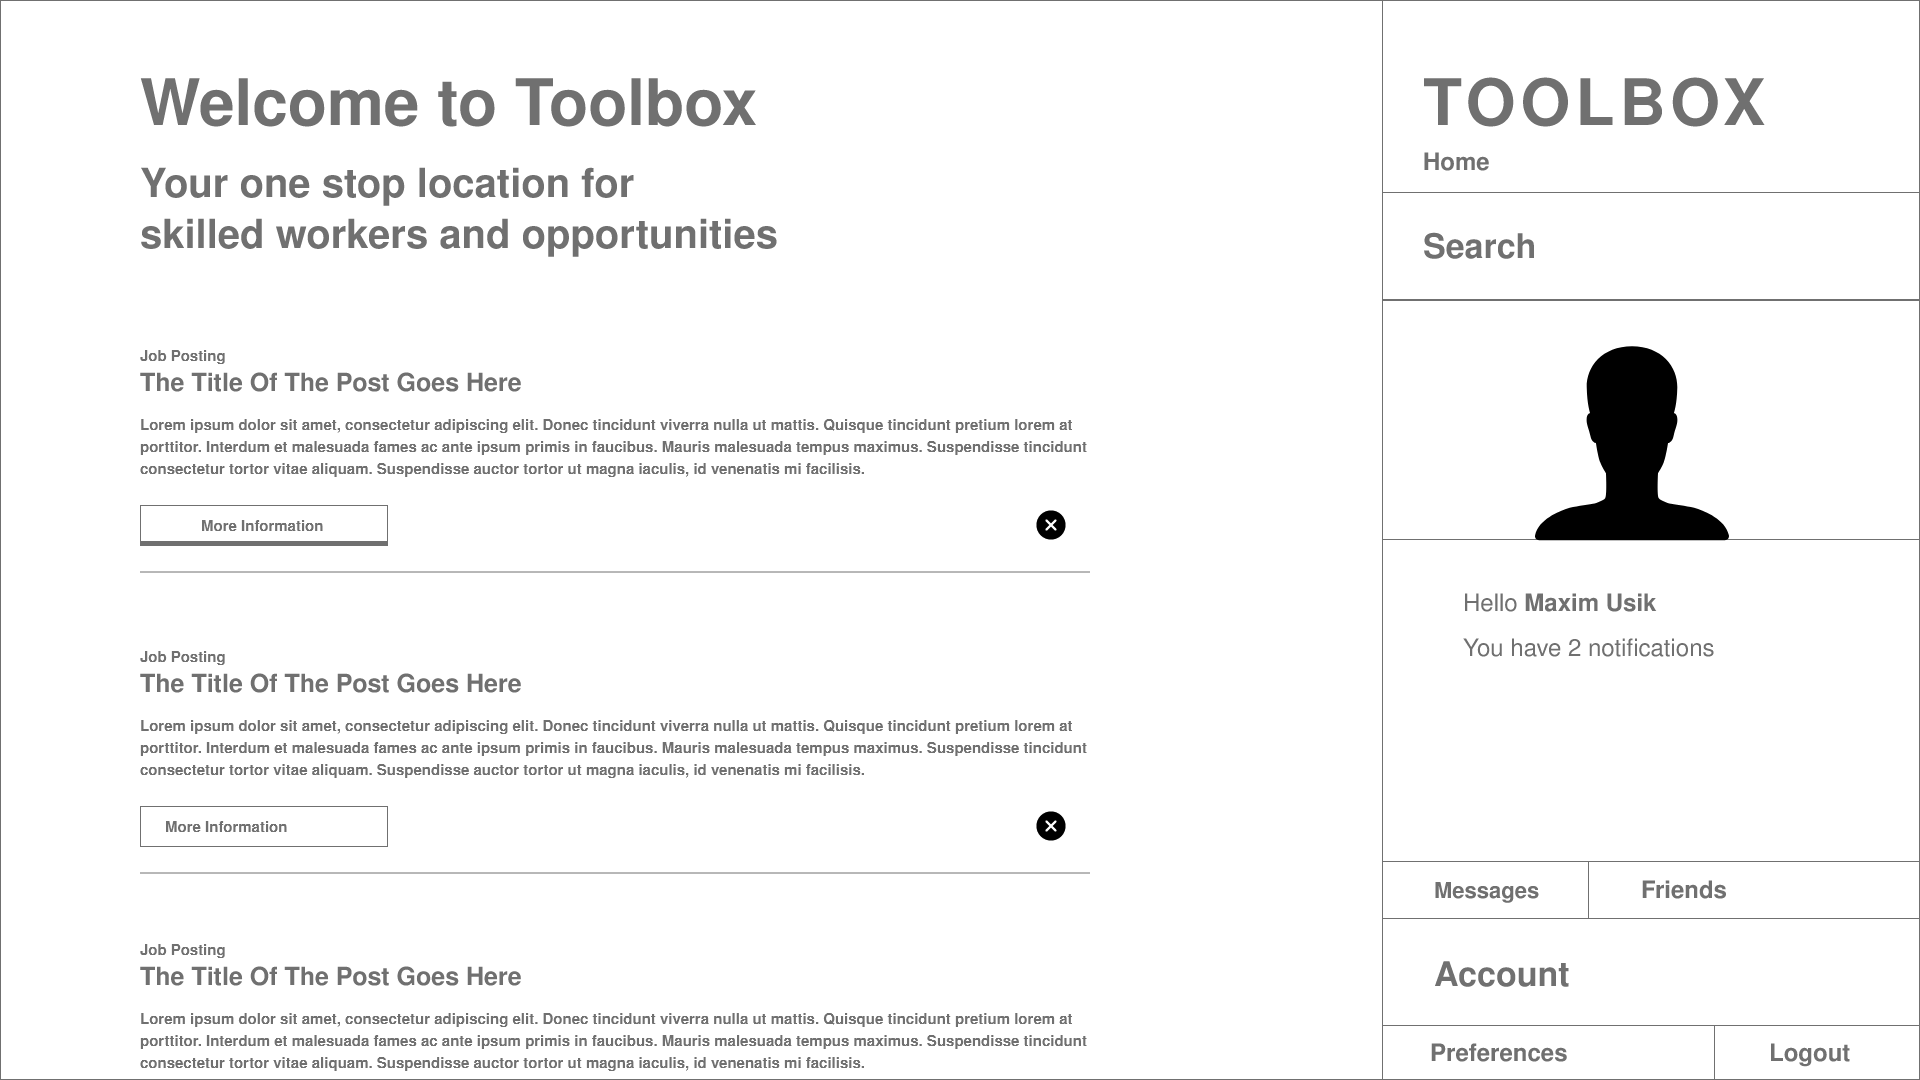 Welcome to Toolbox
Your one stop location for
skilled workers and opportunities
Job Posting
The Title Of The Post Goes Here
Lorem ipsum dolor sit amet, consectetur adipiscing elit. Donec tincidunt viverra nulla ut mattis. Quisque tincidunt pretium lorem at
porttitor. Interdum et malesuada fames ac ante ipsum primis in faucibus. Mauris malesuada tempus maximus. Suspendisse tincidunt
consectetur tortor vitae aliquam. Suspendisse auctor tortor ut magna iaculis, id venenatis mi facilisis.
More Information
Job Posting
The Title Of The Post Goes Here
Lorem ipsum dolor sit amet, consectetur adipiscing elit. Donec tincidunt viverra nulla ut mattis. Quisque tincidunt pretium lorem at
porttitor. Interdum et malesuada fames ac ante ipsum primis in faucibus. Mauris malesuada tempus maximus. Suspendisse tincidunt
consectetur tortor vitae aliquam. Suspendisse auctor tortor ut magna iaculis, id venenatis mi facilisis.
More Information
Job Posting
The Title Of The Post Goes Here
Lorem ipsum dolor sit amet, consectetur adipiscing elit. Donec tincidunt viverra nulla ut mattis. Quisque tincidunt pretium lorem at
porttitor. Interdum et malesuada fames ac ante ipsum primis in faucibus. Mauris malesuada tempus maximus. Suspendisse tincidunt
consectetur tortor vitae aliquam. Suspendisse auctor tortor ut magna iaculis, id venenatis mi facilisis.
TOOLBOX
Home
Search
Hello Maxim Usik
You have 2 notifications
Messages
Friends
Account
Preferences
Logout